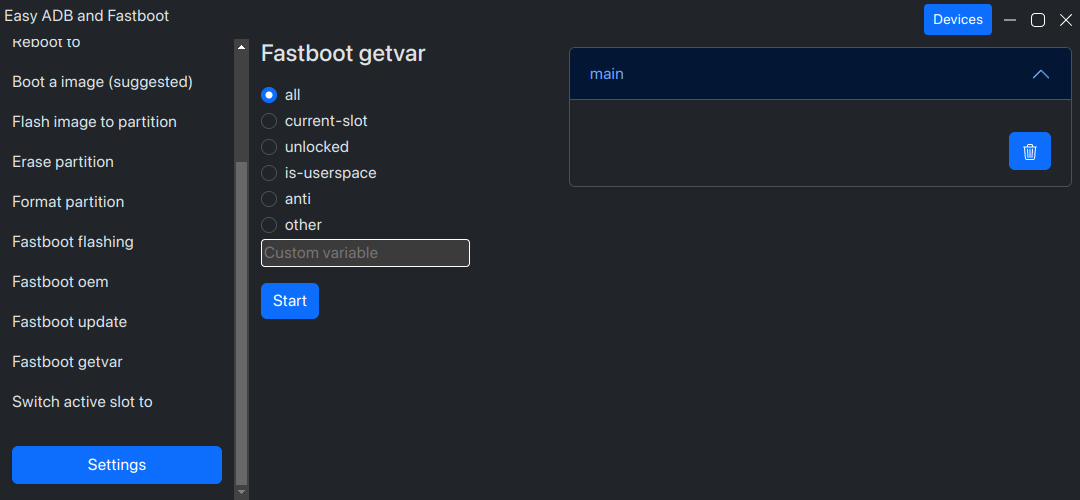 Easy ADB and Fastboot
Devices
Reboot to
Boot a image (suggested)
Flash image to partition
Erase partition
Format partition
Fastboot flashing
Fastboot oem
Fastboot update
Fastboot getvar
Switch active slot to
Settings
Fastboot getvar
all
current-slot
unlocked
is-userspace
anti
other
Custom variable
Start
main